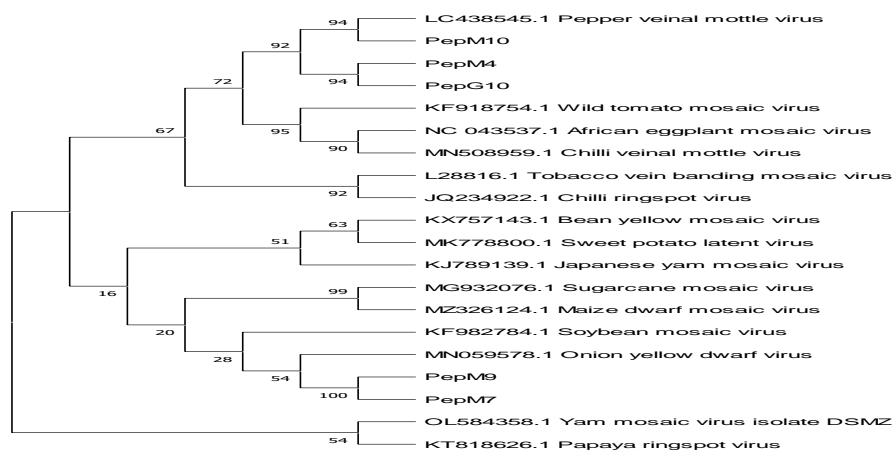 94
LC438545.1 Pepper veinal mottle virus
PepM10
92
PepM4
94
PepG10
72
KF918754.1 Wild tomato mosaic virus
95
NC 043537.1 African eggplant mosaic virus
67
90
MN508959.1 Chilli veinal mottle virus
L28816.1 Tobacco vein banding mosaic virus
92
JQ234922.1 Chilli ringspot virus
63
KX757143.1 Bean yellow mosaic virus
51
MK778800.1 Sweet potato latent virus
KJ789139.1 Japanese yam mosaic virus
16
99
MG932076.1 Sugarcane mosaic virus
MZ326124.1 Maize dwarf mosaic virus
20
KF982784.1 Soybean mosaic virus
28
MN059578.1 Onion yellow dwarf virus
54
PepM9
100
PepM7
OL584358.1 Yam mosaic virus isolate DSMZ
54
KT818626.1 Papaya ringspot virus